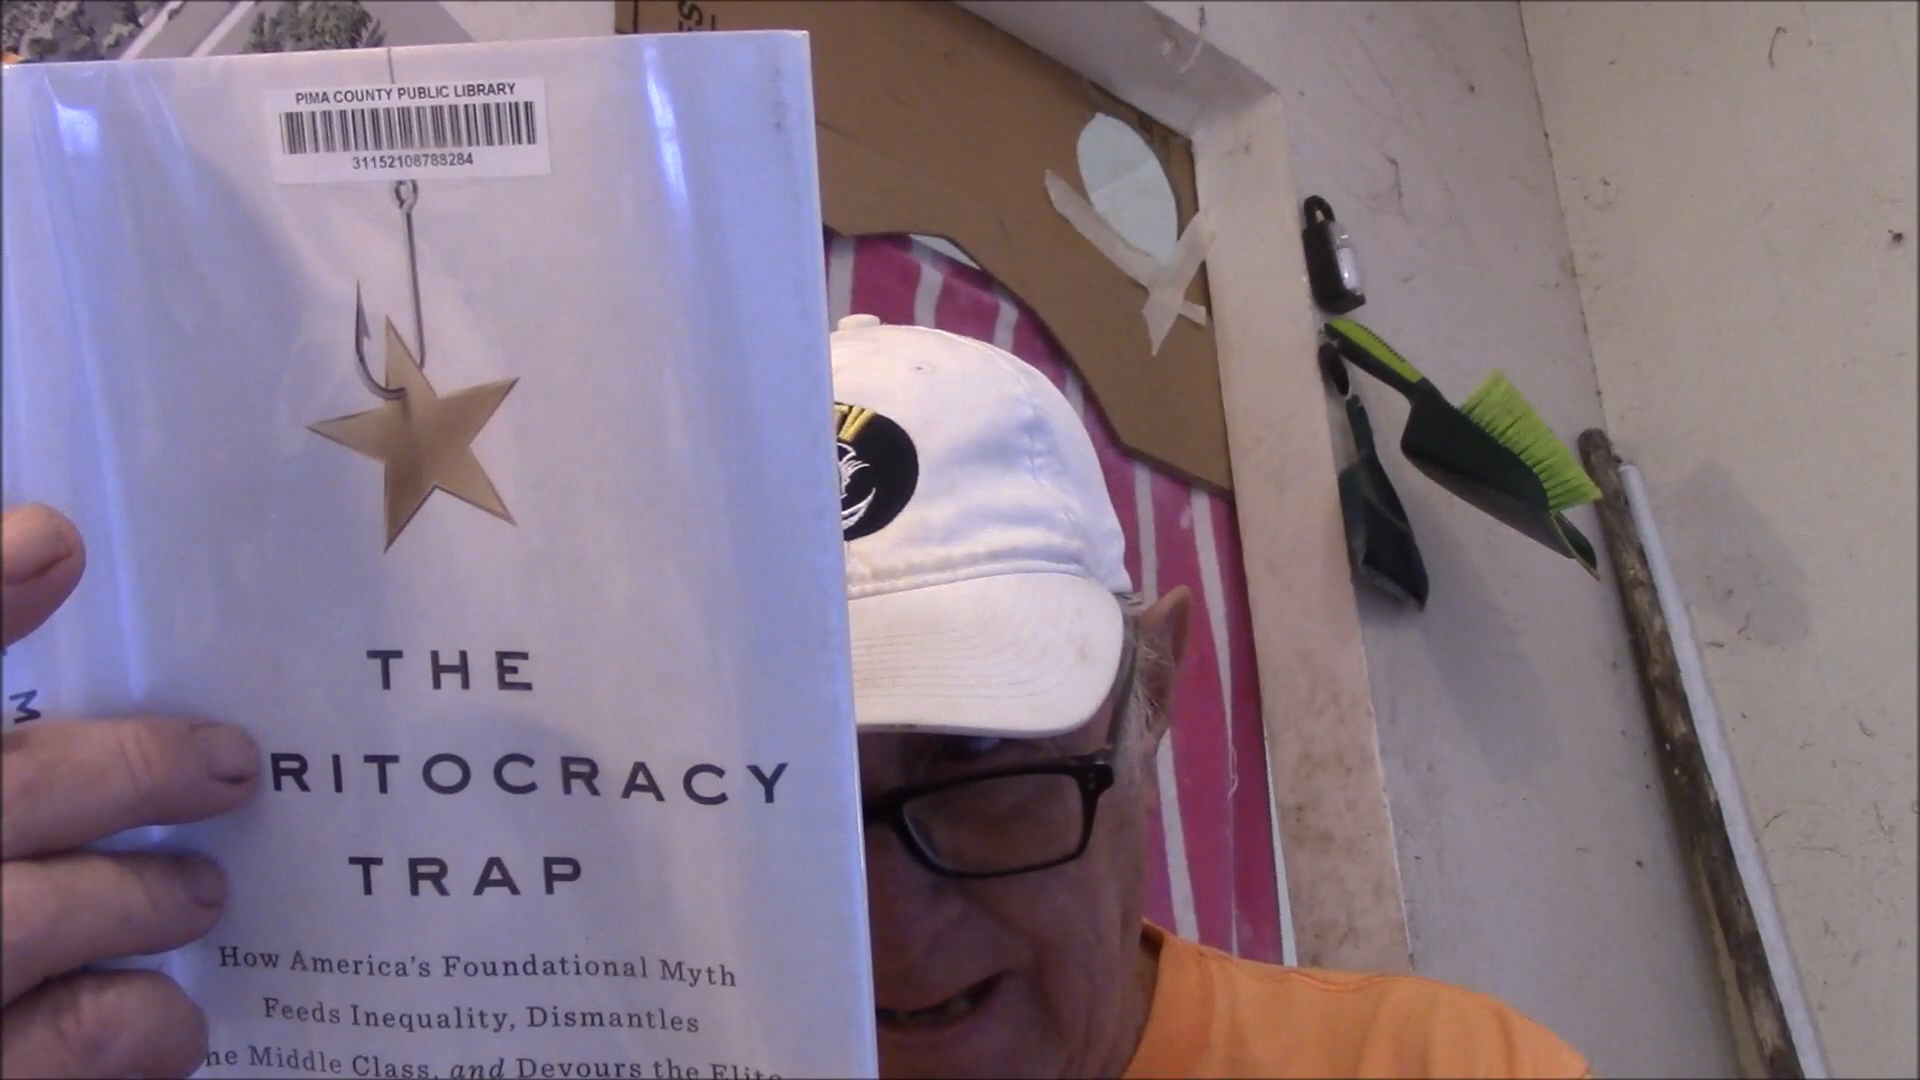 PIMA COUNTY PUBLIC LIBRARY
31152108788284
THE
RITOCRACY
TRAP
How America's Foundational Myth
Feeds Inequality, Dismantles
he Middle Class, and Devours the Elite